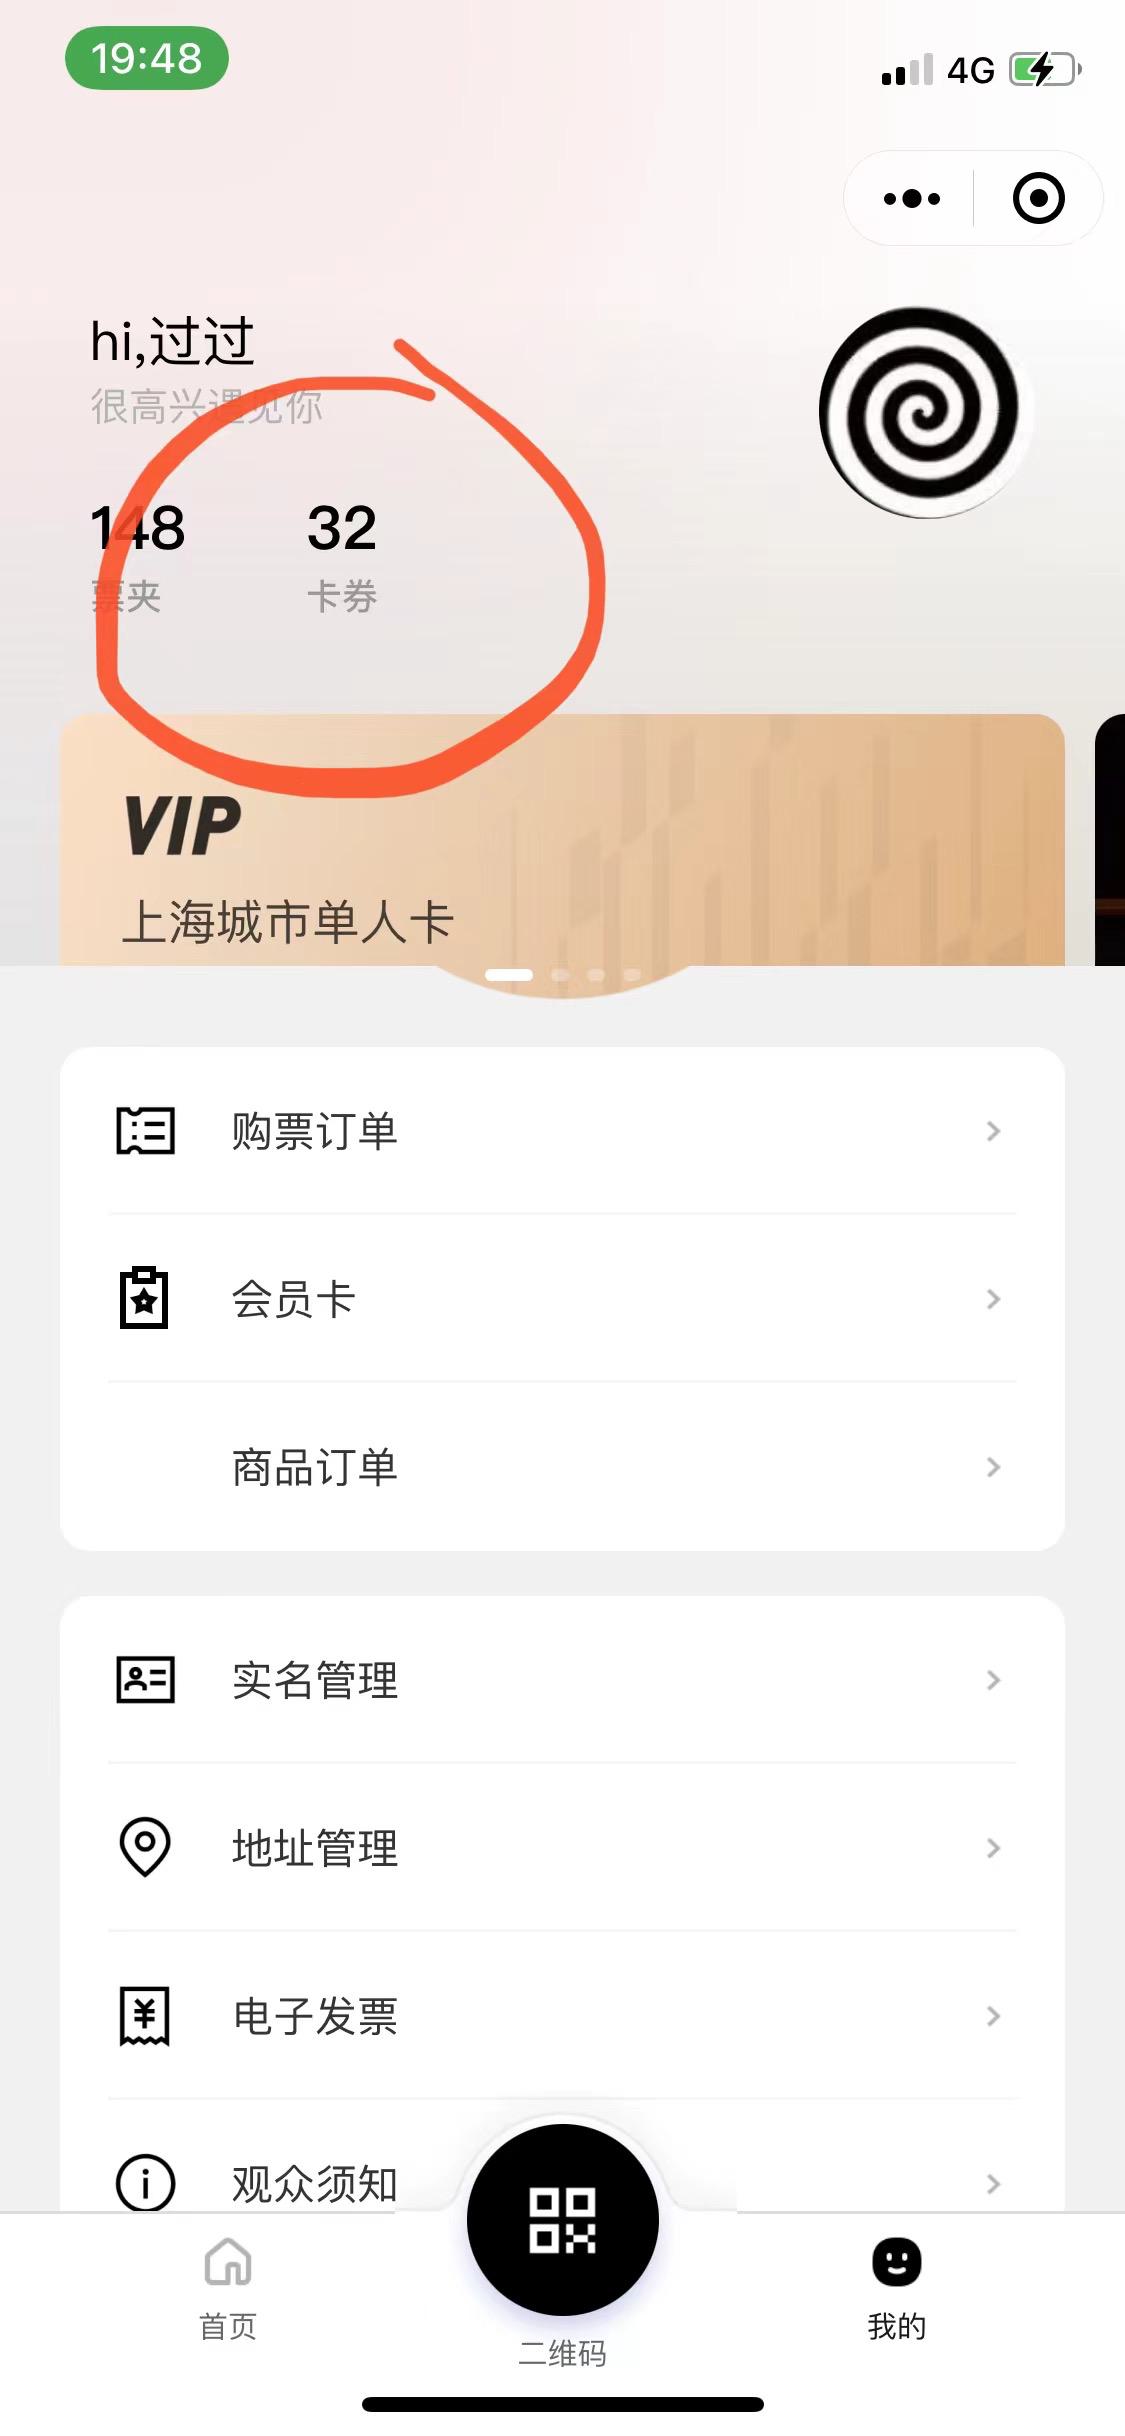 19:48
4G
hi,过过
很高兴遇见你
148
32
票夹
卡券
VIP
上海城市单人卡
购票订单
会员卡
商品订单
实名管理
地址管理
电子发票
观众须知
首页
二维码
我的